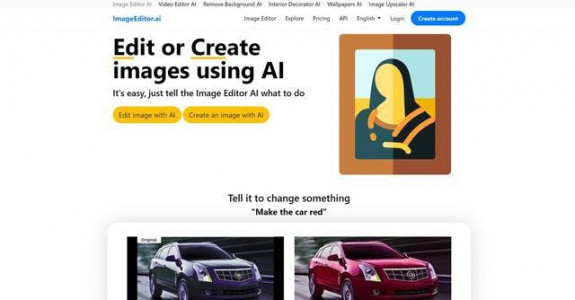 Image Editor AI Video Editor AI Remove Background AI Interior Decorator AI Wallpapers AI Image Upscaler AI
ImageEditor.ai Image Editor Explore Pricing API English Login Create account
Edit or Create
images using AI
It's easy, just tell the Image Editor AI what to do
Edit image with AI Create an image with AI
Tell it to change something
"Make the car red"
Original